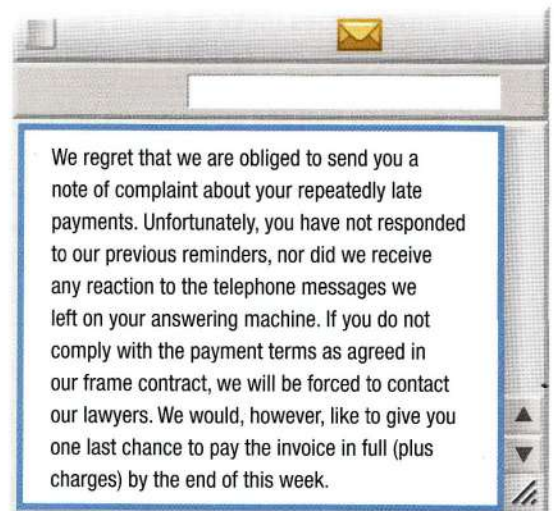 We regret that we are obliged to send you a
note of complaint about your repeatedly late
payments. Unfortunately, you have not responded
to our previous reminders, nor did we receive
any reaction to the telephone messages we
left on your answering machine. If you do not
comply with the payment terms as agreed in
our frame contract, we will be forced to contact
our lawyers. We would, however, like to give you
one last chance to pay the invoice in full (plus
charges) by the end of this week.